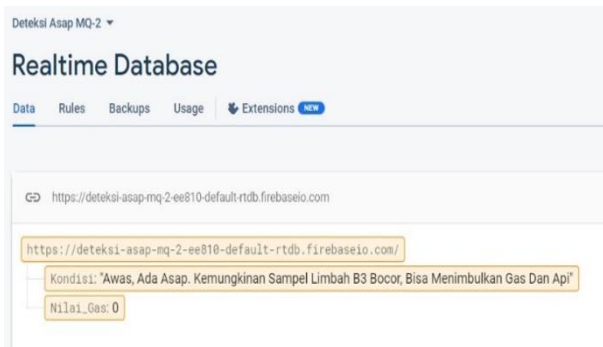 Deteksi Asap MQ-2
Realtime Database
Data Rules Backups Usage Extensions NEW
https://deteksi-asap-mq-2-ee810-default-rtdb.firebaseio.com
https://deteksi-asap-mq-2-ee810-default-rtdb.firebaseio.com/
Kondisi: "Awas, Ada Asap. Kemungkinan Sampel Limbah B3 Bocor, Bisa Menimbulkan Gas Dan Api"
Nilai_Gas: 0